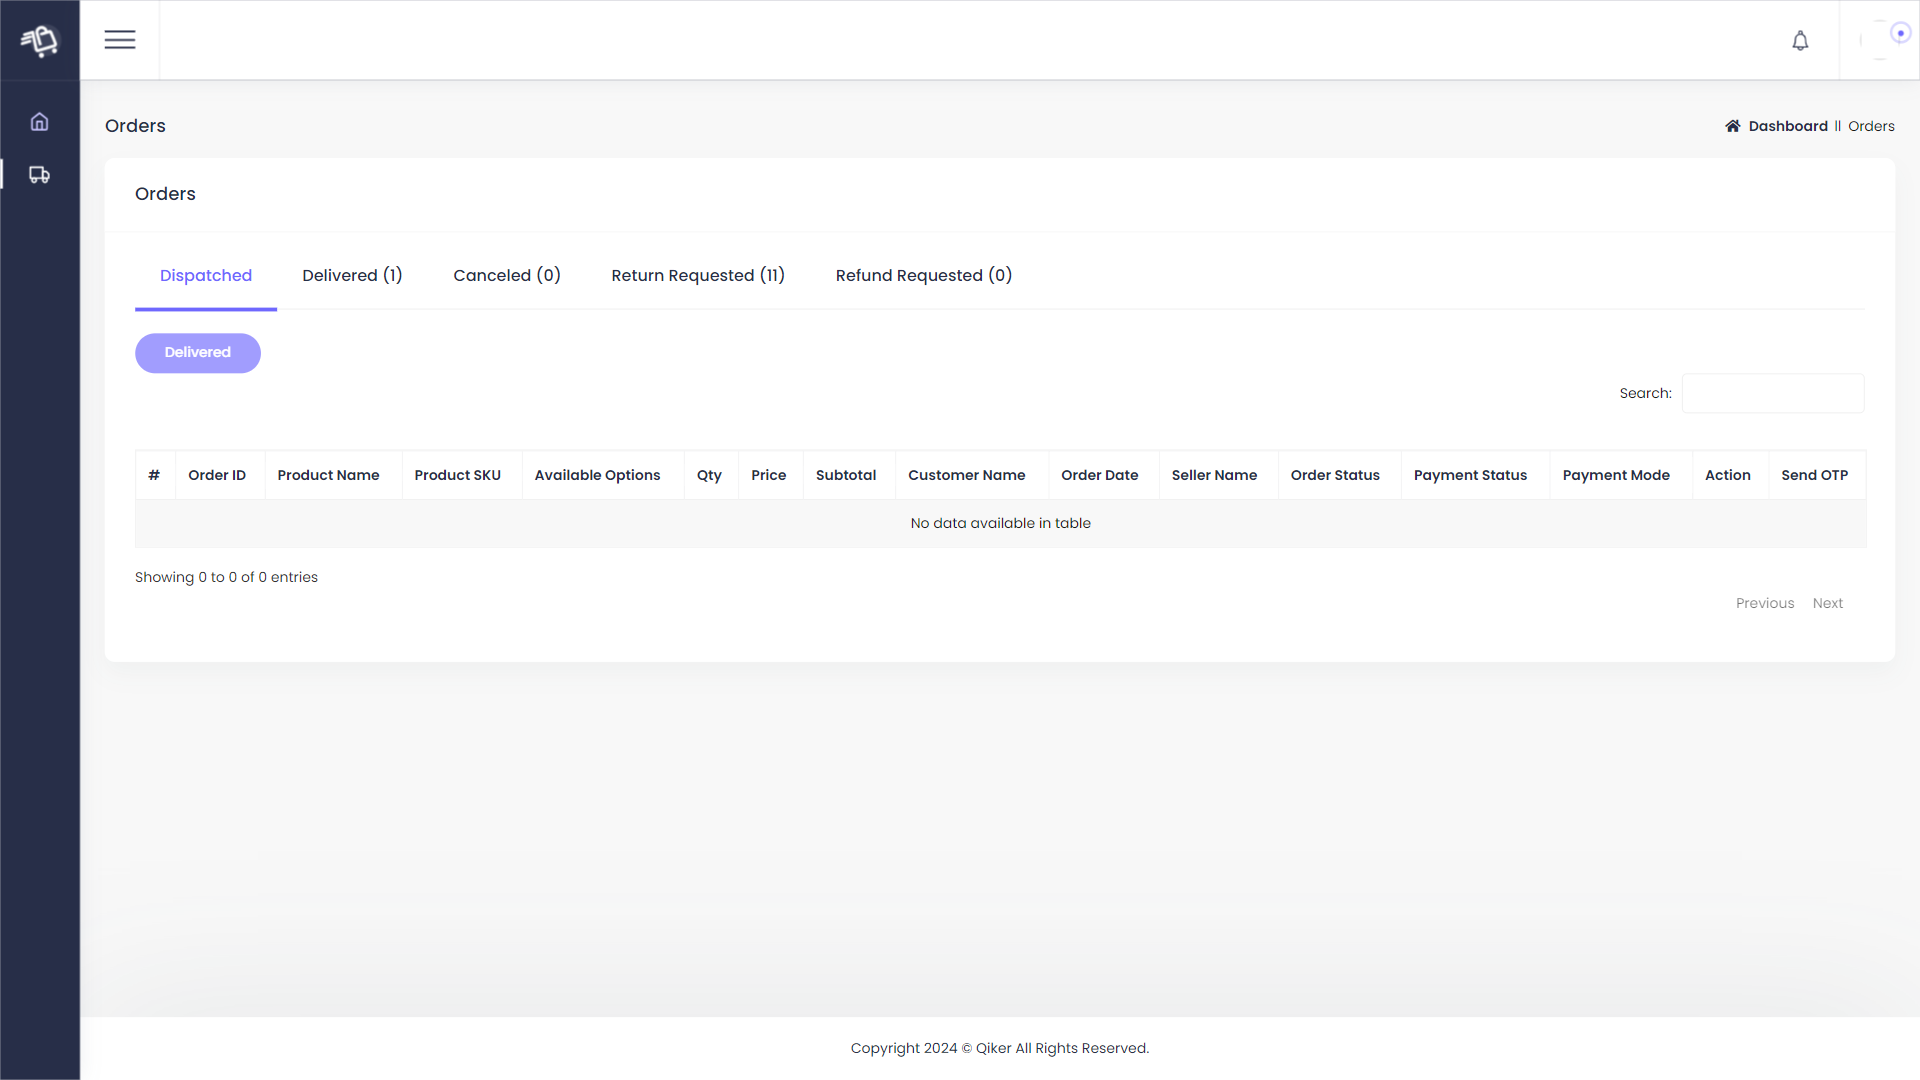 Orders
Dashboard || Orders
Orders
Dispatched Delivered (1) Canceled (0) Return Requested (11) Refund Requested (0)
Delivered
Search:
# Order ID Product Name Product SKU Available Options Qty Price Subtotal Customer Name Order Date Seller Name Order Status Payment Status Payment Mode Action Send OTP
No data available in table
Showing 0 to 0 of 0 entries
Previous Next
Copyright 2024 © Qiker All Rights Reserved.